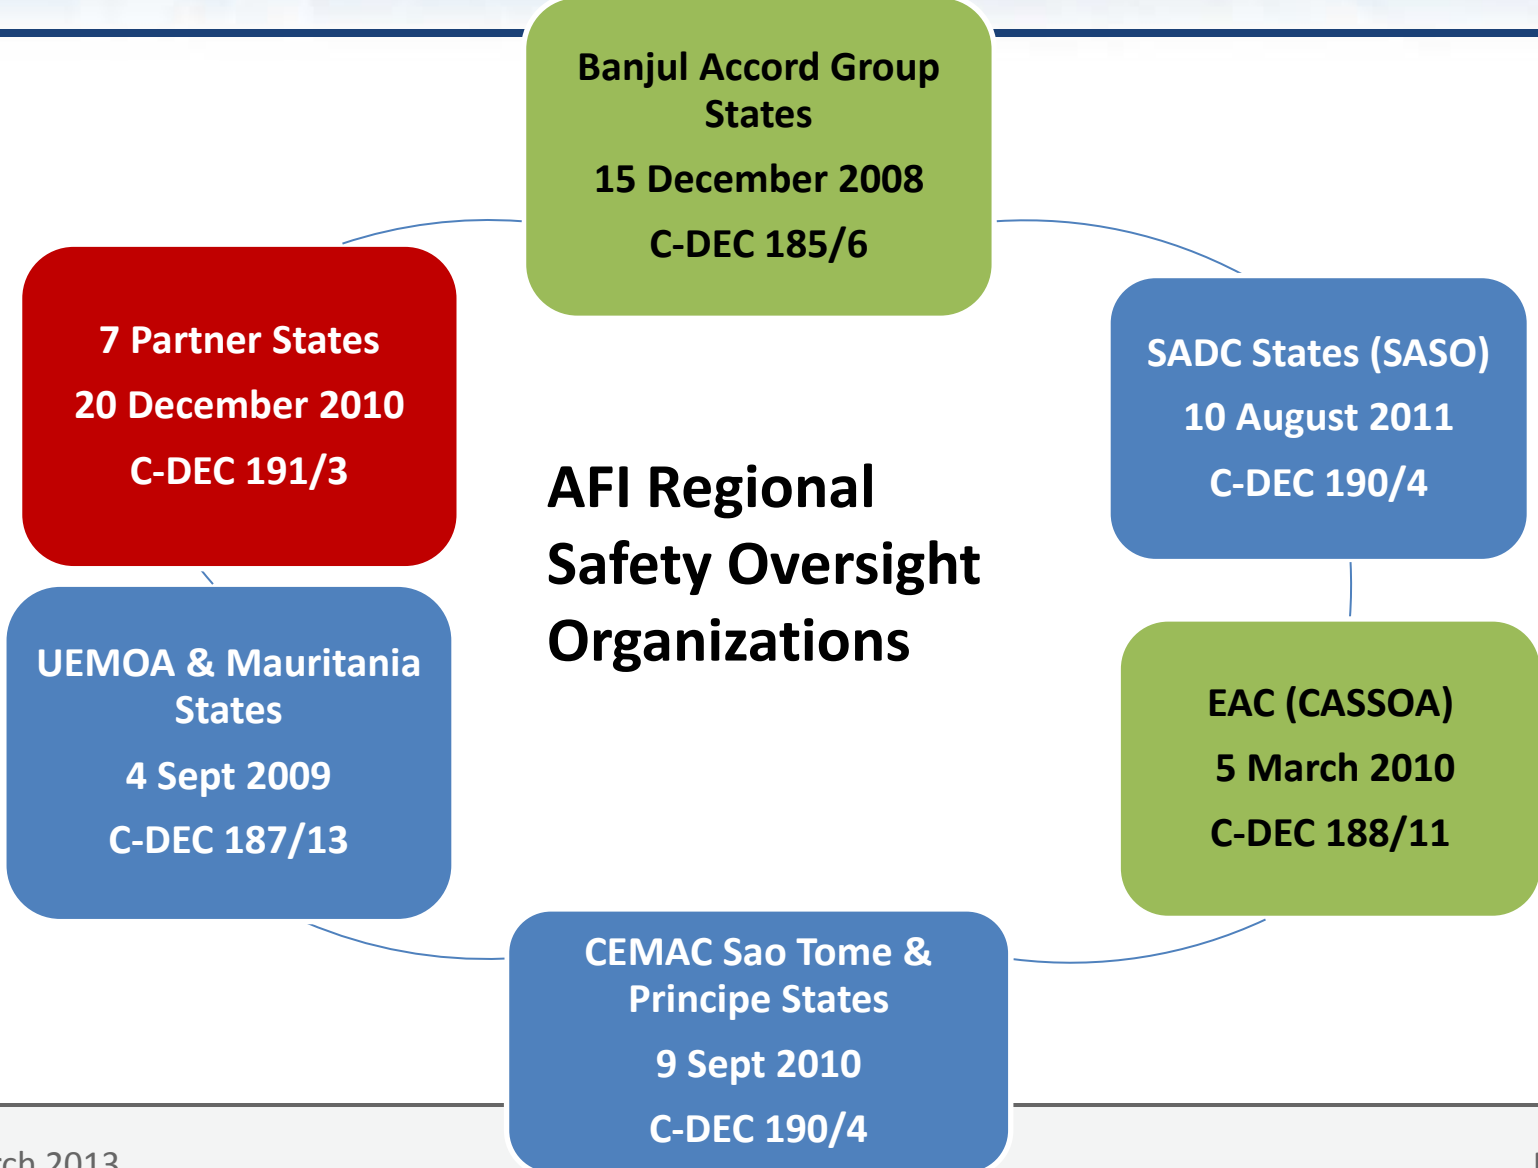 Banjul Accord Group
States
15 December 2008
C-DEC 185/6
7 Partner States
20 December 2010
C-DEC 191/3
SADC States (SASO)
10 August 2011
C-DEC 190/4
AFI Regional
Safety Oversight
Organizations
UEMOA & Mauritania
States
4 Sept 2009
C-DEC 187/13
EAC (CASSOA)
5 March 2010
C-DEC 188/11
CEMAC Sao Tome &
Principe States
9 Sept 2010
C-DEC 190/4
2013